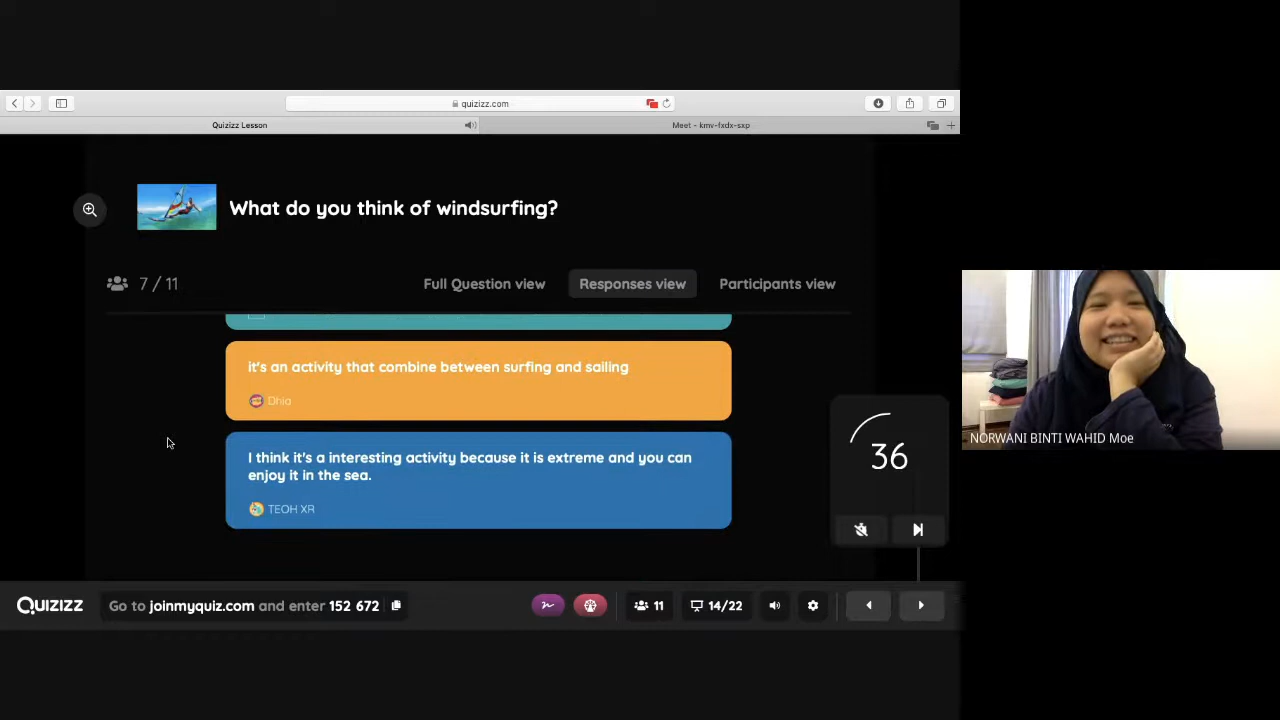 quizizz.com
Quizizz Lesson
Meet - kmv-fxdx-sxp
What do you think of windsurfing?
7 / 11
Full Question view
Responses view
Participants view
it's an activity that combine between surfing and sailing
Dhia
I think it's a interesting activity because it is extreme and you can
enjoy it in the sea.
TEOH XR
36
NORWANI BINTI WAHID Moe
QUIZIZZ
Go to joinmyquiz.com and enter 152 672
11
14/22